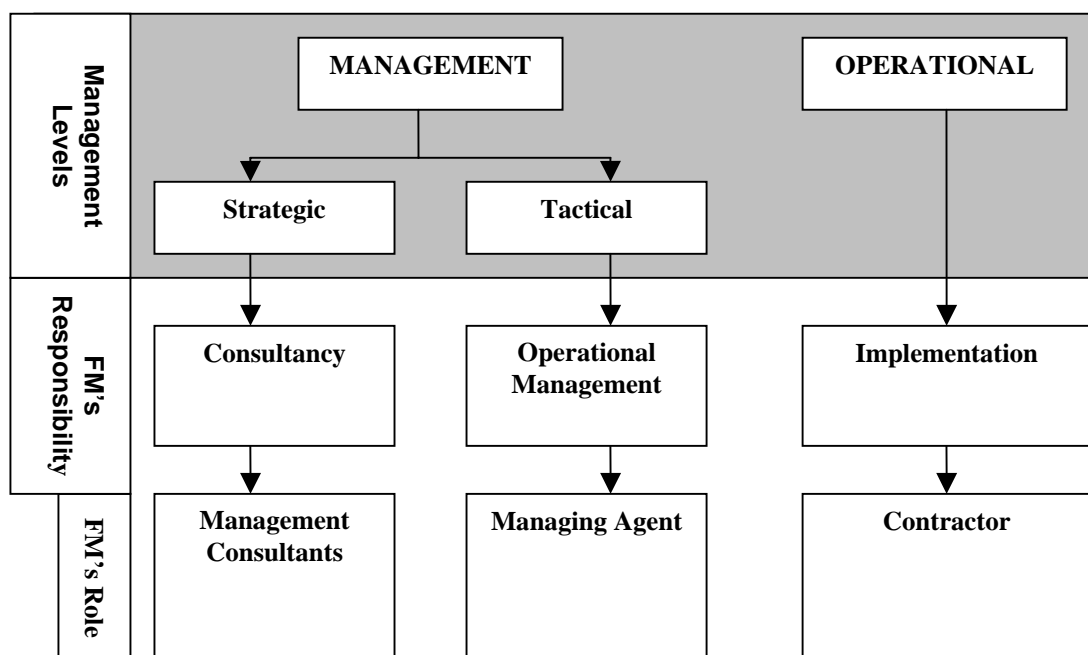 Management
Levels
MANAGEMENT
OPERATIONAL
Strategic
Tactical
FM's
Responsibility
Consultancy
Operational
Management
Implementation
FM's Role
Management
Consultants
Managing Agent
Contractor